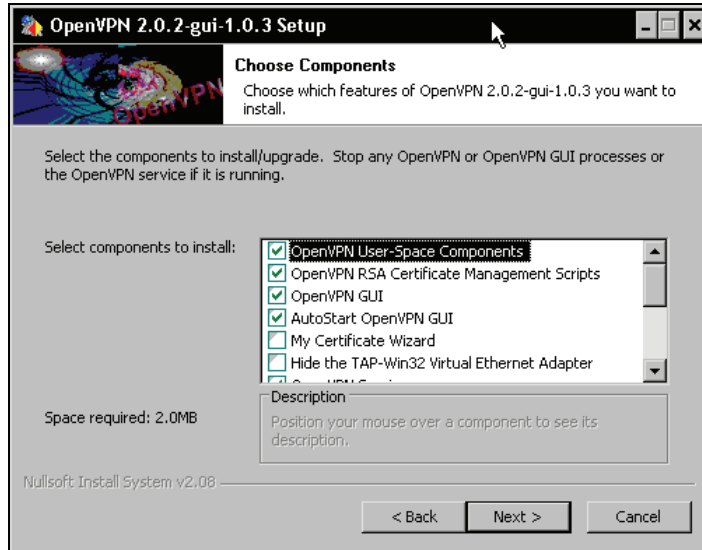 OpenVPN 2.0.2-gui-1.0.3 Setup
OpenVPN
Choose Components
Choose which features of OpenVPN 2.0.2-gui-1.0.3 you want to
install.
Select the components to install/upgrade. Stop any OpenVPN or OpenVPN GUI processes or
the OpenVPN service if it is running.
Select components to install:
OpenVPN User-Space Components
OpenVPN RSA Certificate Management Scripts
OpenVPN GUI
AutoStart OpenVPN GUI
My Certificate Wizard
Hide the TAP-Win32 Virtual Ethernet Adapter
Space required: 2.0MB
Description
Position your mouse over a component to see its
description.
Nullsoft Install System v2.08
< Back
Next >
Cancel